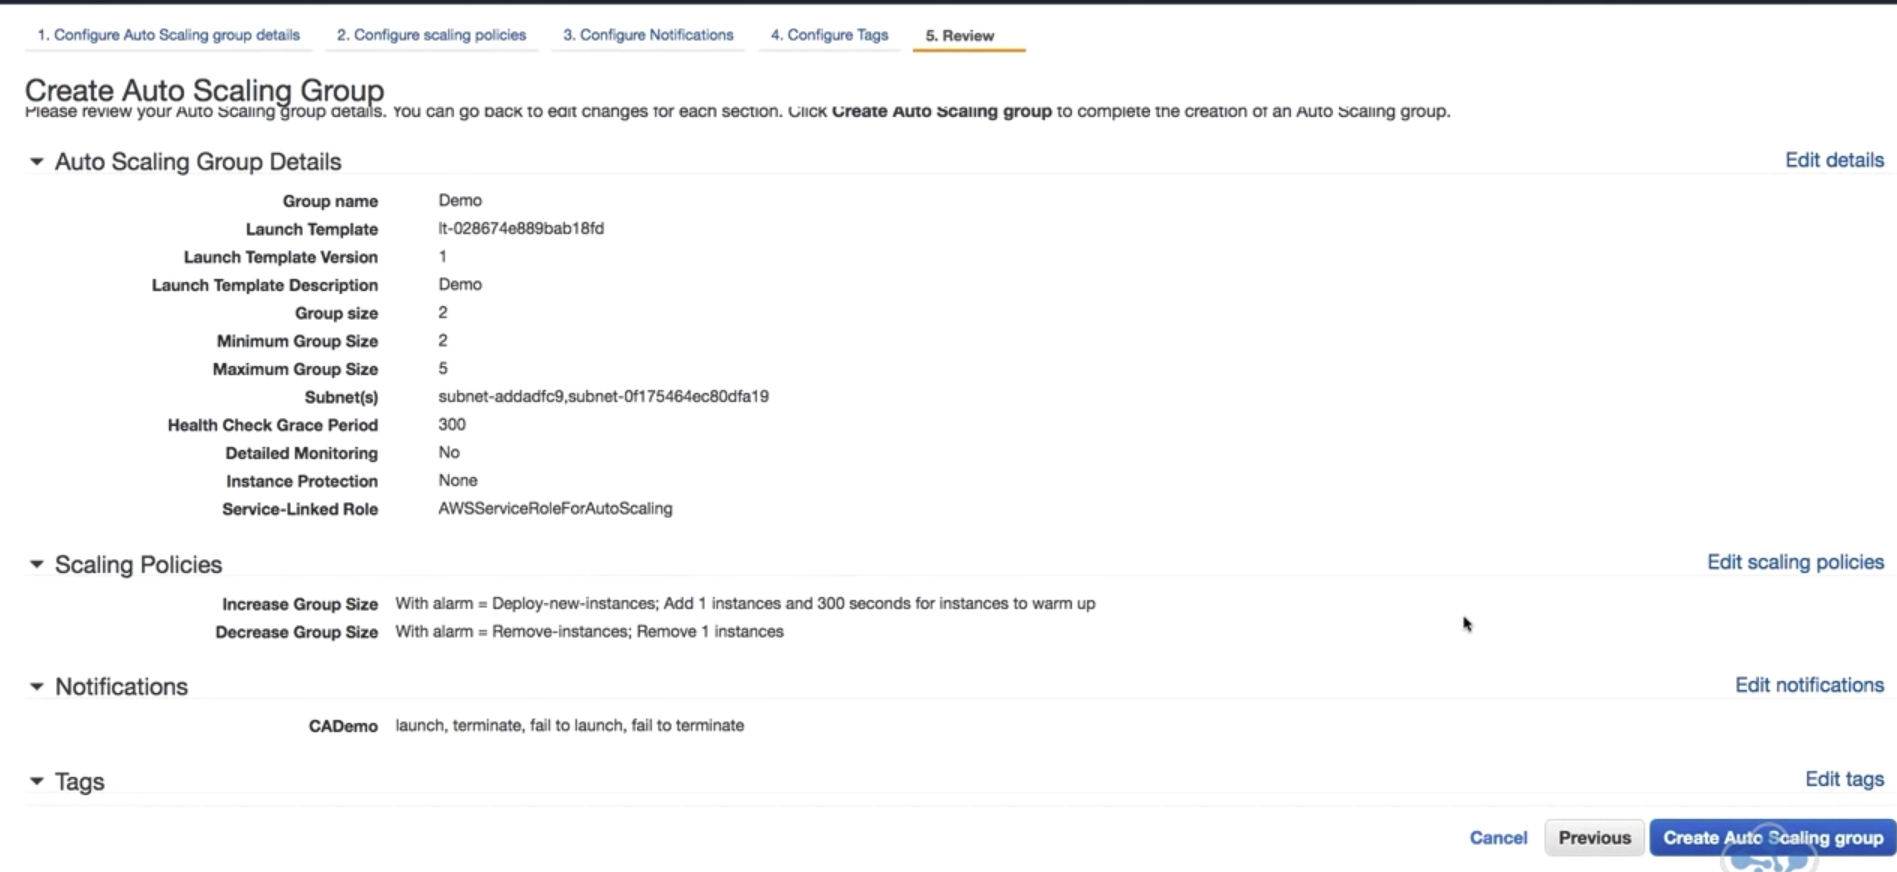 1. Configure Auto Scaling group details 2. Configure scaling policies 3. Configure Notifications 4. Configure Tags 5. Review
Create Auto Scaling Group
Please review your Auto Scaling group details. You can go back to edit changes for each section. Click Create Auto Scaling group to complete the creation of an Auto Scaling group.
Auto Scaling Group Details Edit details
Group name Demo
Launch Template lt-028674e889bab18fd
Launch Template Version 1
Launch Template Description Demo
Group size 2
Minimum Group Size 2
Maximum Group Size 5
Subnet(s) subnet-addadfc9,subnet-0f175464ec80dfa19
Health Check Grace Period 300
Detailed Monitoring No
Instance Protection None
Service-Linked Role AWSServiceRoleForAutoScaling
Scaling Policies Edit scaling policies
Increase Group Size With alarm = Deploy-new-instances; Add 1 instances and 300 seconds for instances to warm up
Decrease Group Size With alarm = Remove-instances; Remove 1 instances
Notifications Edit notifications
CADemo launch, terminate, fail to launch, fail to terminate
Tags Edit tags
Cancel Previous Create Auto Scaling group